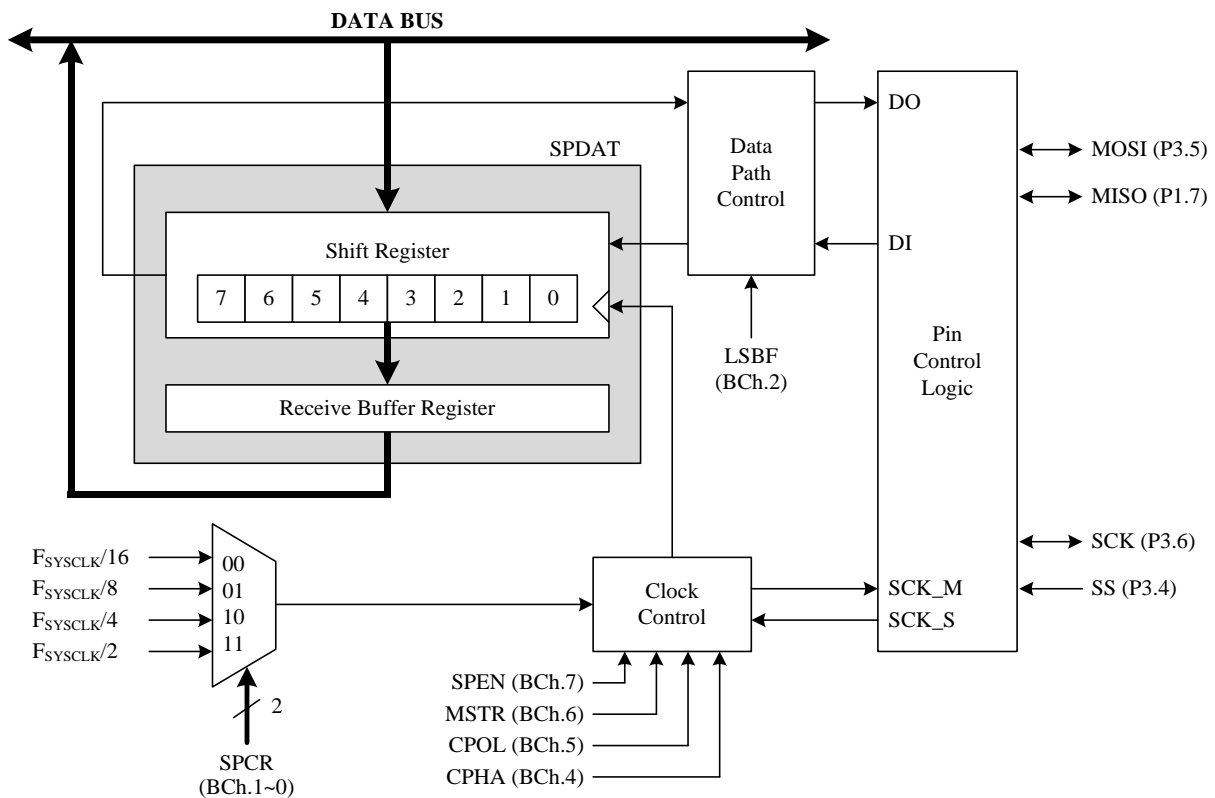 DATA BUS
SPDAT
Shift Register
7 6 5 4 3 2 1 0
Receive Buffer Register
Data
Path
Control
LSBF
(BCh.2)
DO
DI
Pin
Control
Logic
SCK_M
SCK_S
MOSI (P3.5)
MISO (P1.7)
SCK (P3.6)
SS (P3.4)
FSYSCLK/16
FSYSCLK/8
FSYSCLK/4
FSYSCLK/2
00
01
10
11
2
SPCR
(BCh.1~0)
Clock
Control
SPEN (BCh.7)
MSTR (BCh.6)
CPOL (BCh.5)
CPHA (BCh.4)